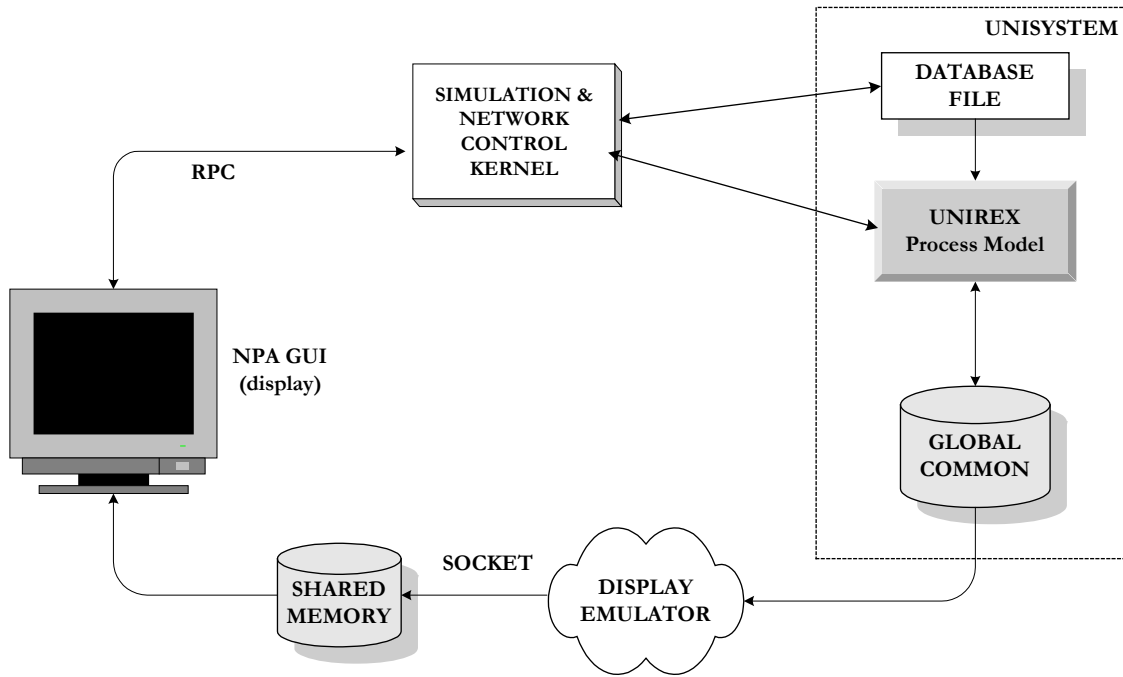 UNISYSTEM
DATABASE
FILE
SIMULATION &
NETWORK
CONTROL
KERNEL
RPC
UNIREX
Process Model
NPA GUI
(display)
GLOBAL
COMMON
SOCKET
SHARED
MEMORY
DISPLAY
EMULATOR